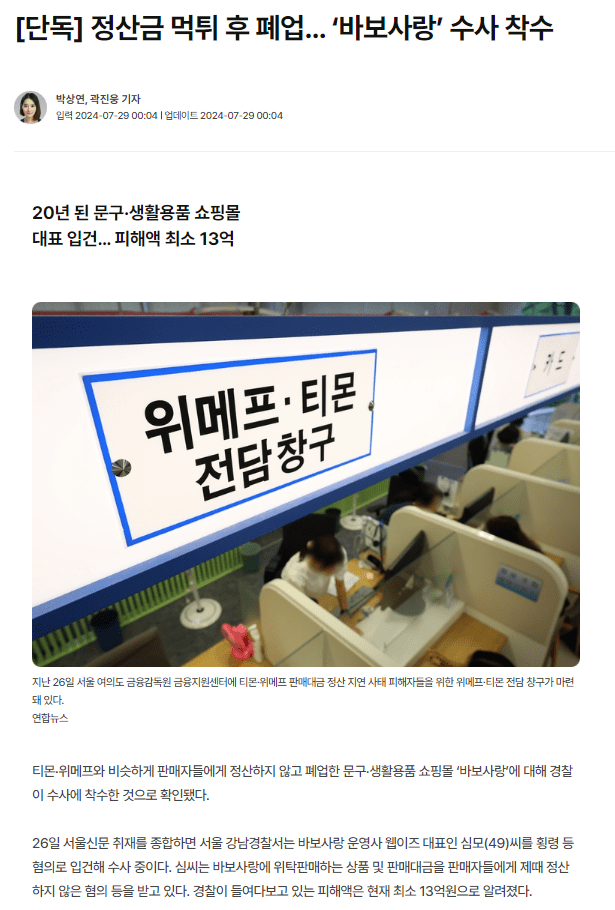 [단독] 정산금 먹튀 후 폐업… ‘바보사랑’ 수사 착수
박상연, 곽진웅 기자
입력 2024-07-29 00:04 | 업데이트 2024-07-29 00:04
20년 된 문구·생활용품 쇼핑몰
대표 입건… 피해액 최소 13억
위메프·티몬
전담창구
카드
지난 26일 서울 여의도 금융감독원 금융지원센터에 티몬·위메프 판매대금 정산 지연 사태 피해자들을 위한 위메프·티몬 전담 창구가 마련
돼 있다.
연합뉴스
티몬·위메프와 비슷하게 판매자들에게 정산하지 않고 폐업한 문구·생활용품 쇼핑몰 ‘바보사랑’에 대해 경찰
이 수사에 착수한 것으로 확인됐다.
26일 서울신문 취재를 종합하면 서울 강남경찰서는 바보사랑 운영사 웹이즈 대표인 심모(49)씨를 횡령 등
혐의로 입건해 수사 중이다. 심씨는 바보사랑에 위탁판매하는 상품 및 판매대금을 판매자들에게 제때 정산
하지 않은 혐의 등을 받고 있다. 경찰이 들여다보고 있는 피해액은 현재 최소 13억원으로 알려졌다.